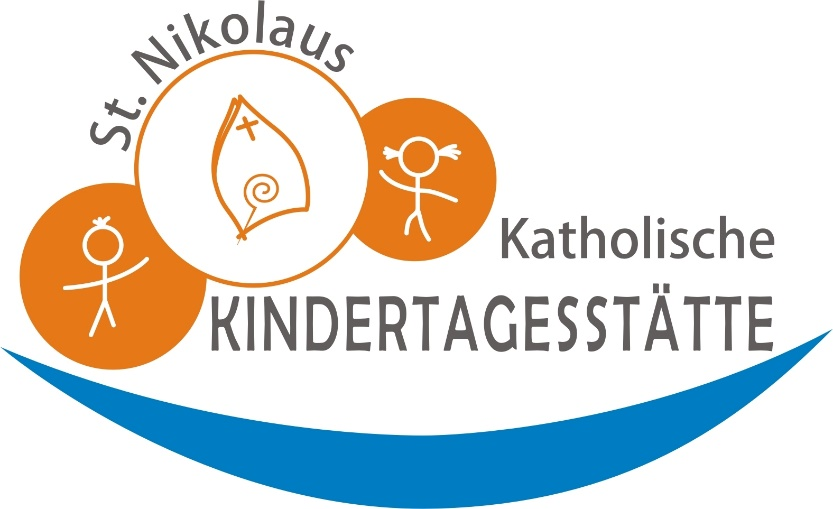 St. Nikolaus
Katholische
KINDERTAGESSTÄTTE